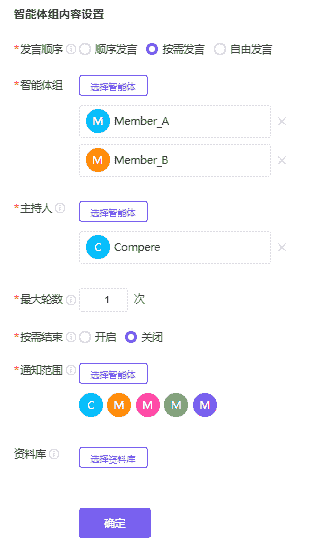 智能体组内容设置
*发言顺序 顺序发言 按需发言 自由发言
*智能体组 选择智能体
M Member_A
M Member_B
*主持人 选择智能体
C Compere
*最大轮数 1 次
*按需结束 开启 关闭
*通知范围 选择智能体
C M M M M
资料库 选择资料库
确定